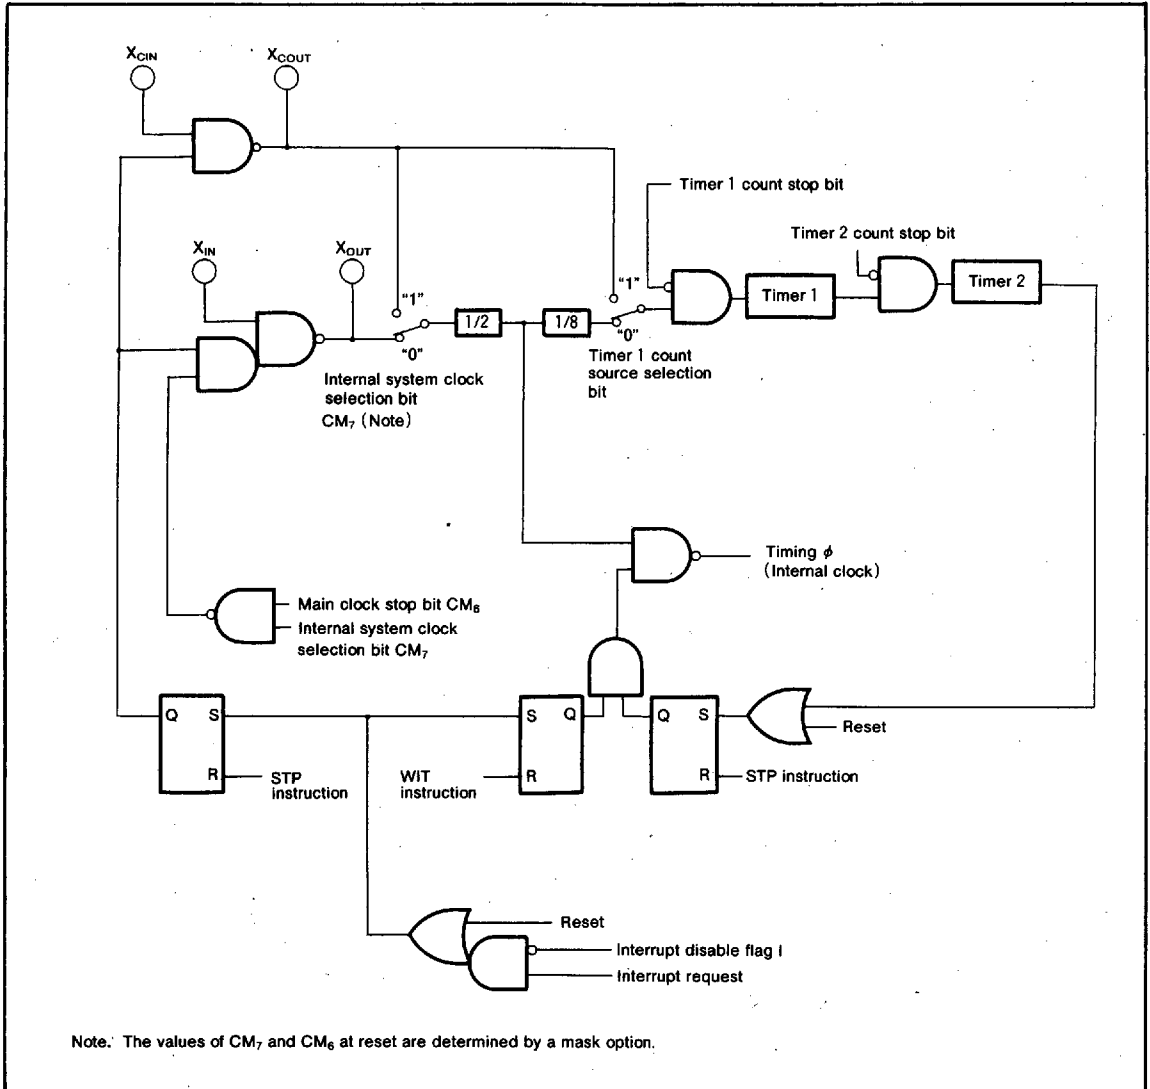 X_CIN
X_COUT
Timer 1 count stop bit
Timer 2 count stop bit
X_IN
X_OUT
"1"
"1"
Timer 1
Timer 2
1/2
1/8
"0"
"0"
Internal system clock
selection bit
CM₇ (Note)
Timer 1 count
source selection
bit
Timing ϕ
(Internal clock)
Main clock stop bit CM₆
Internal system clock
selection bit CM₇
Q S
R
STP
instruction
S Q
R
WIT
instruction
Q S
R
STP instruction
Reset
Reset
Interrupt disable flag I
Interrupt request
Note. The values of CM₇ and CM₆ at reset are determined by a mask option.